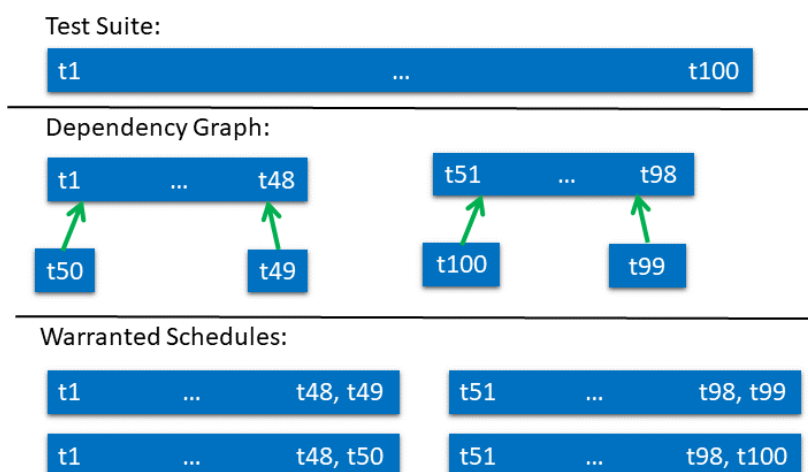 Test Suite:
t1 ... t100
Dependency Graph:
t1 ... t48
t51 ... t98
t50
t49
t100
t99
Warranted Schedules:
t1 ... t48, t49
t51 ... t98, t99
t1 ... t48, t50
t51 ... t98, t100